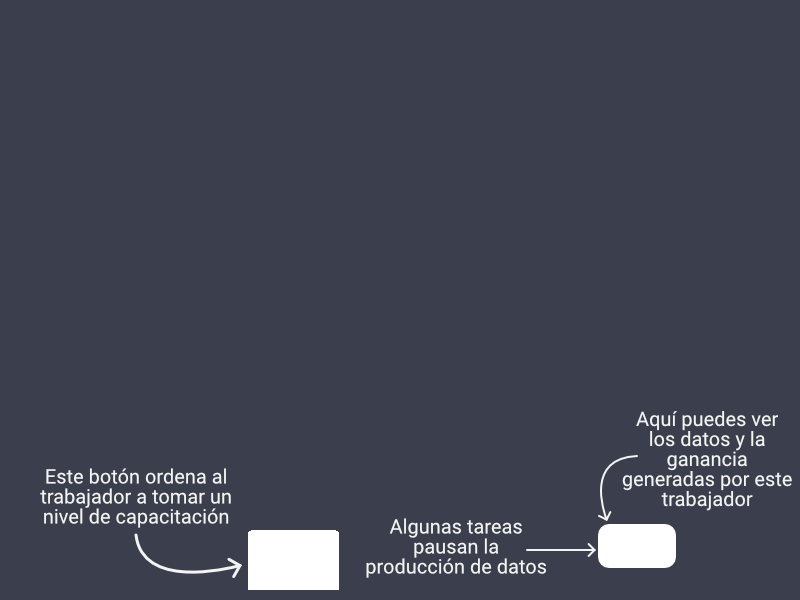 Aquí puedes ver
los datos y la
ganancia
generadas por este
trabajador
Este botón ordena al
trabajador a tomar un
nivel de capacitación
Algunas tareas
pausan la
producción de datos